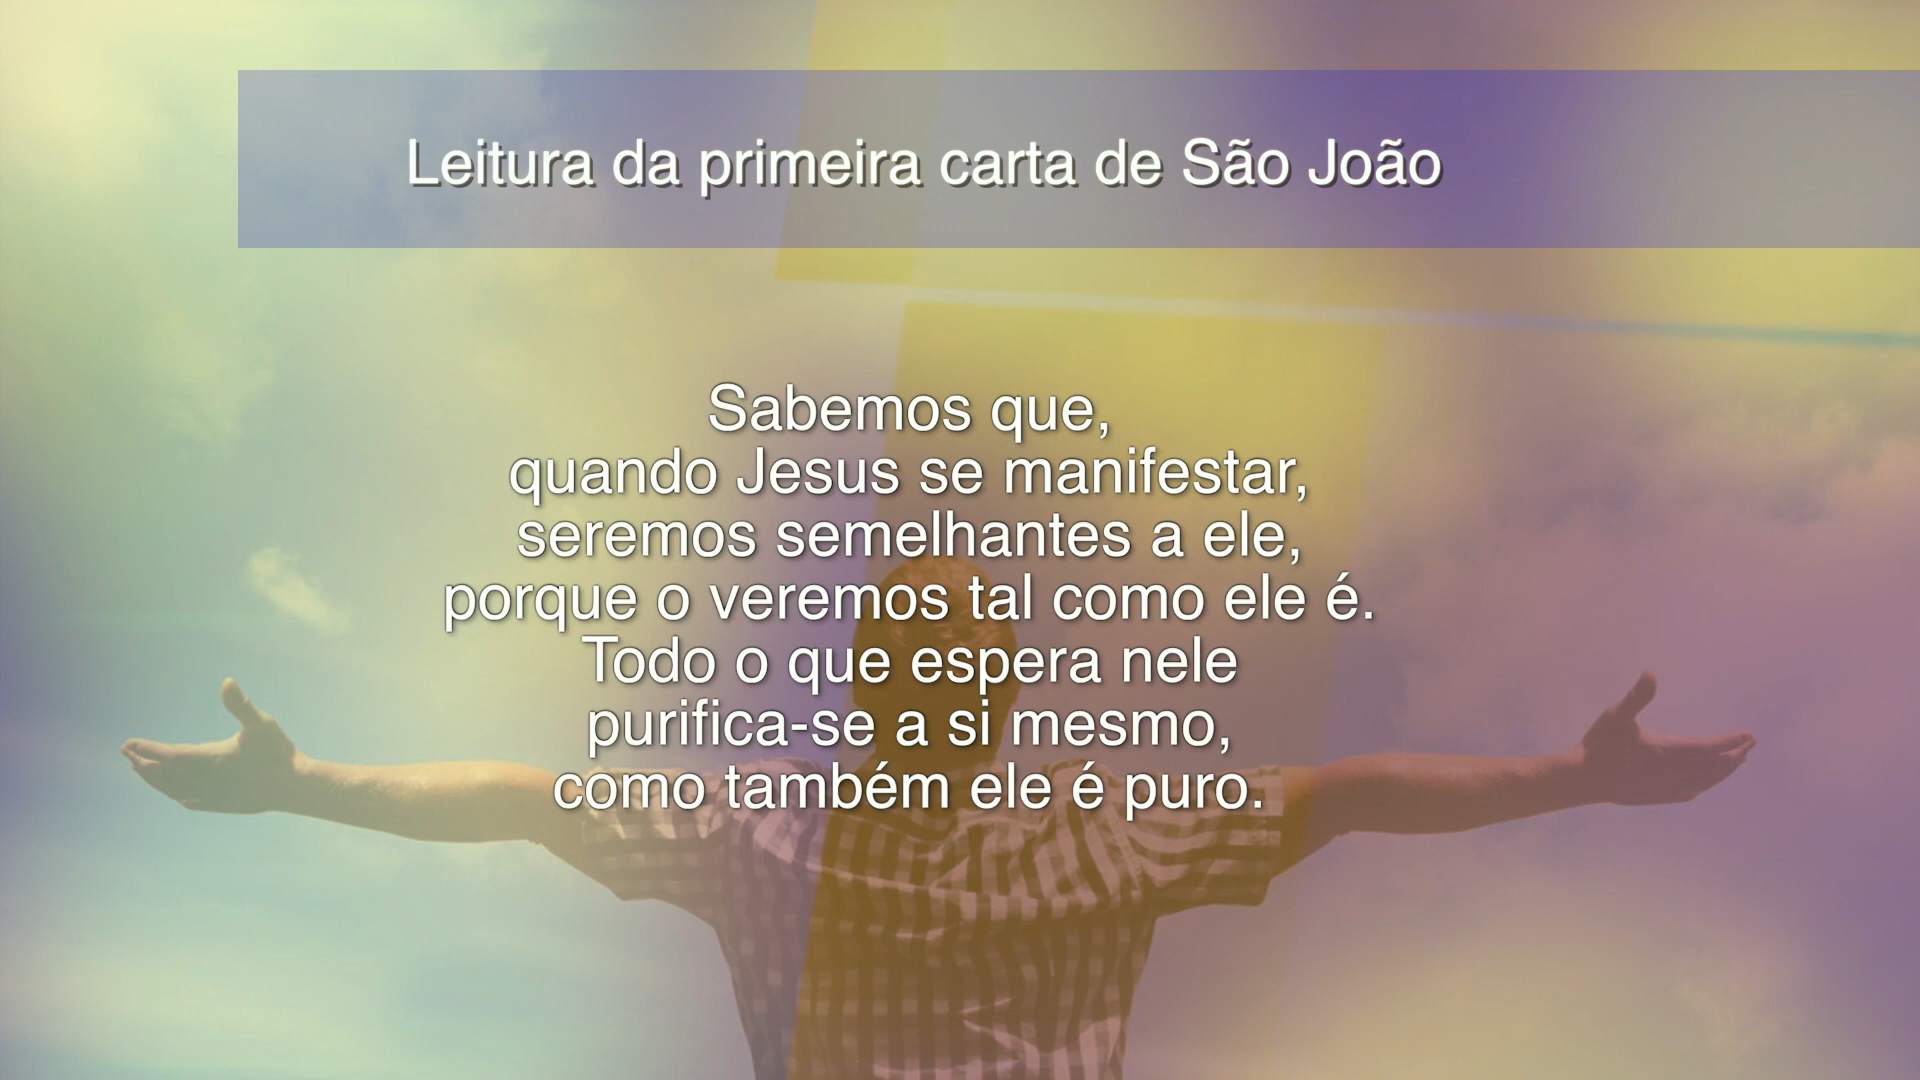 Leitura da primeira carta de São João
Sabemos que,
quando Jesus se manifestar,
seremos semelhantes a ele,
porque o veremos tal como ele é.
Todo o que espera nele
purifica-se a si mesmo,
como também ele é puro.